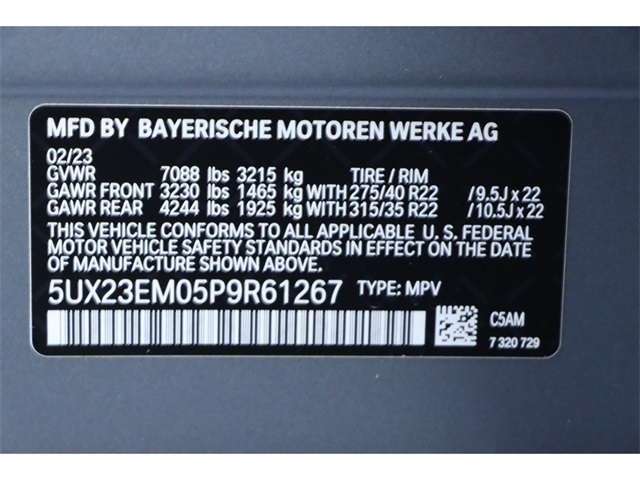 MFD BY BAYERISCHE MOTOREN WERKE AG
02/23
GVWR 7088 lbs 3215 kg TIRE / RIM
GAWR FRONT 3230 lbs 1465 kg WITH 275/40 R22 / 9.5J x 22
GAWR REAR 4244 lbs 1925 kg WITH 315/35 R22 / 10.5J x 22
THIS VEHICLE CONFORMS TO ALL APPLICABLE U. S. FEDERAL
MOTOR VEHICLE SAFETY STANDARDS IN EFFECT ON THE DATE
OF MANUFACTURE SHOWN ABOVE.
5UX23EM05P9R61267 TYPE: MPV
C5AM
7 320 729